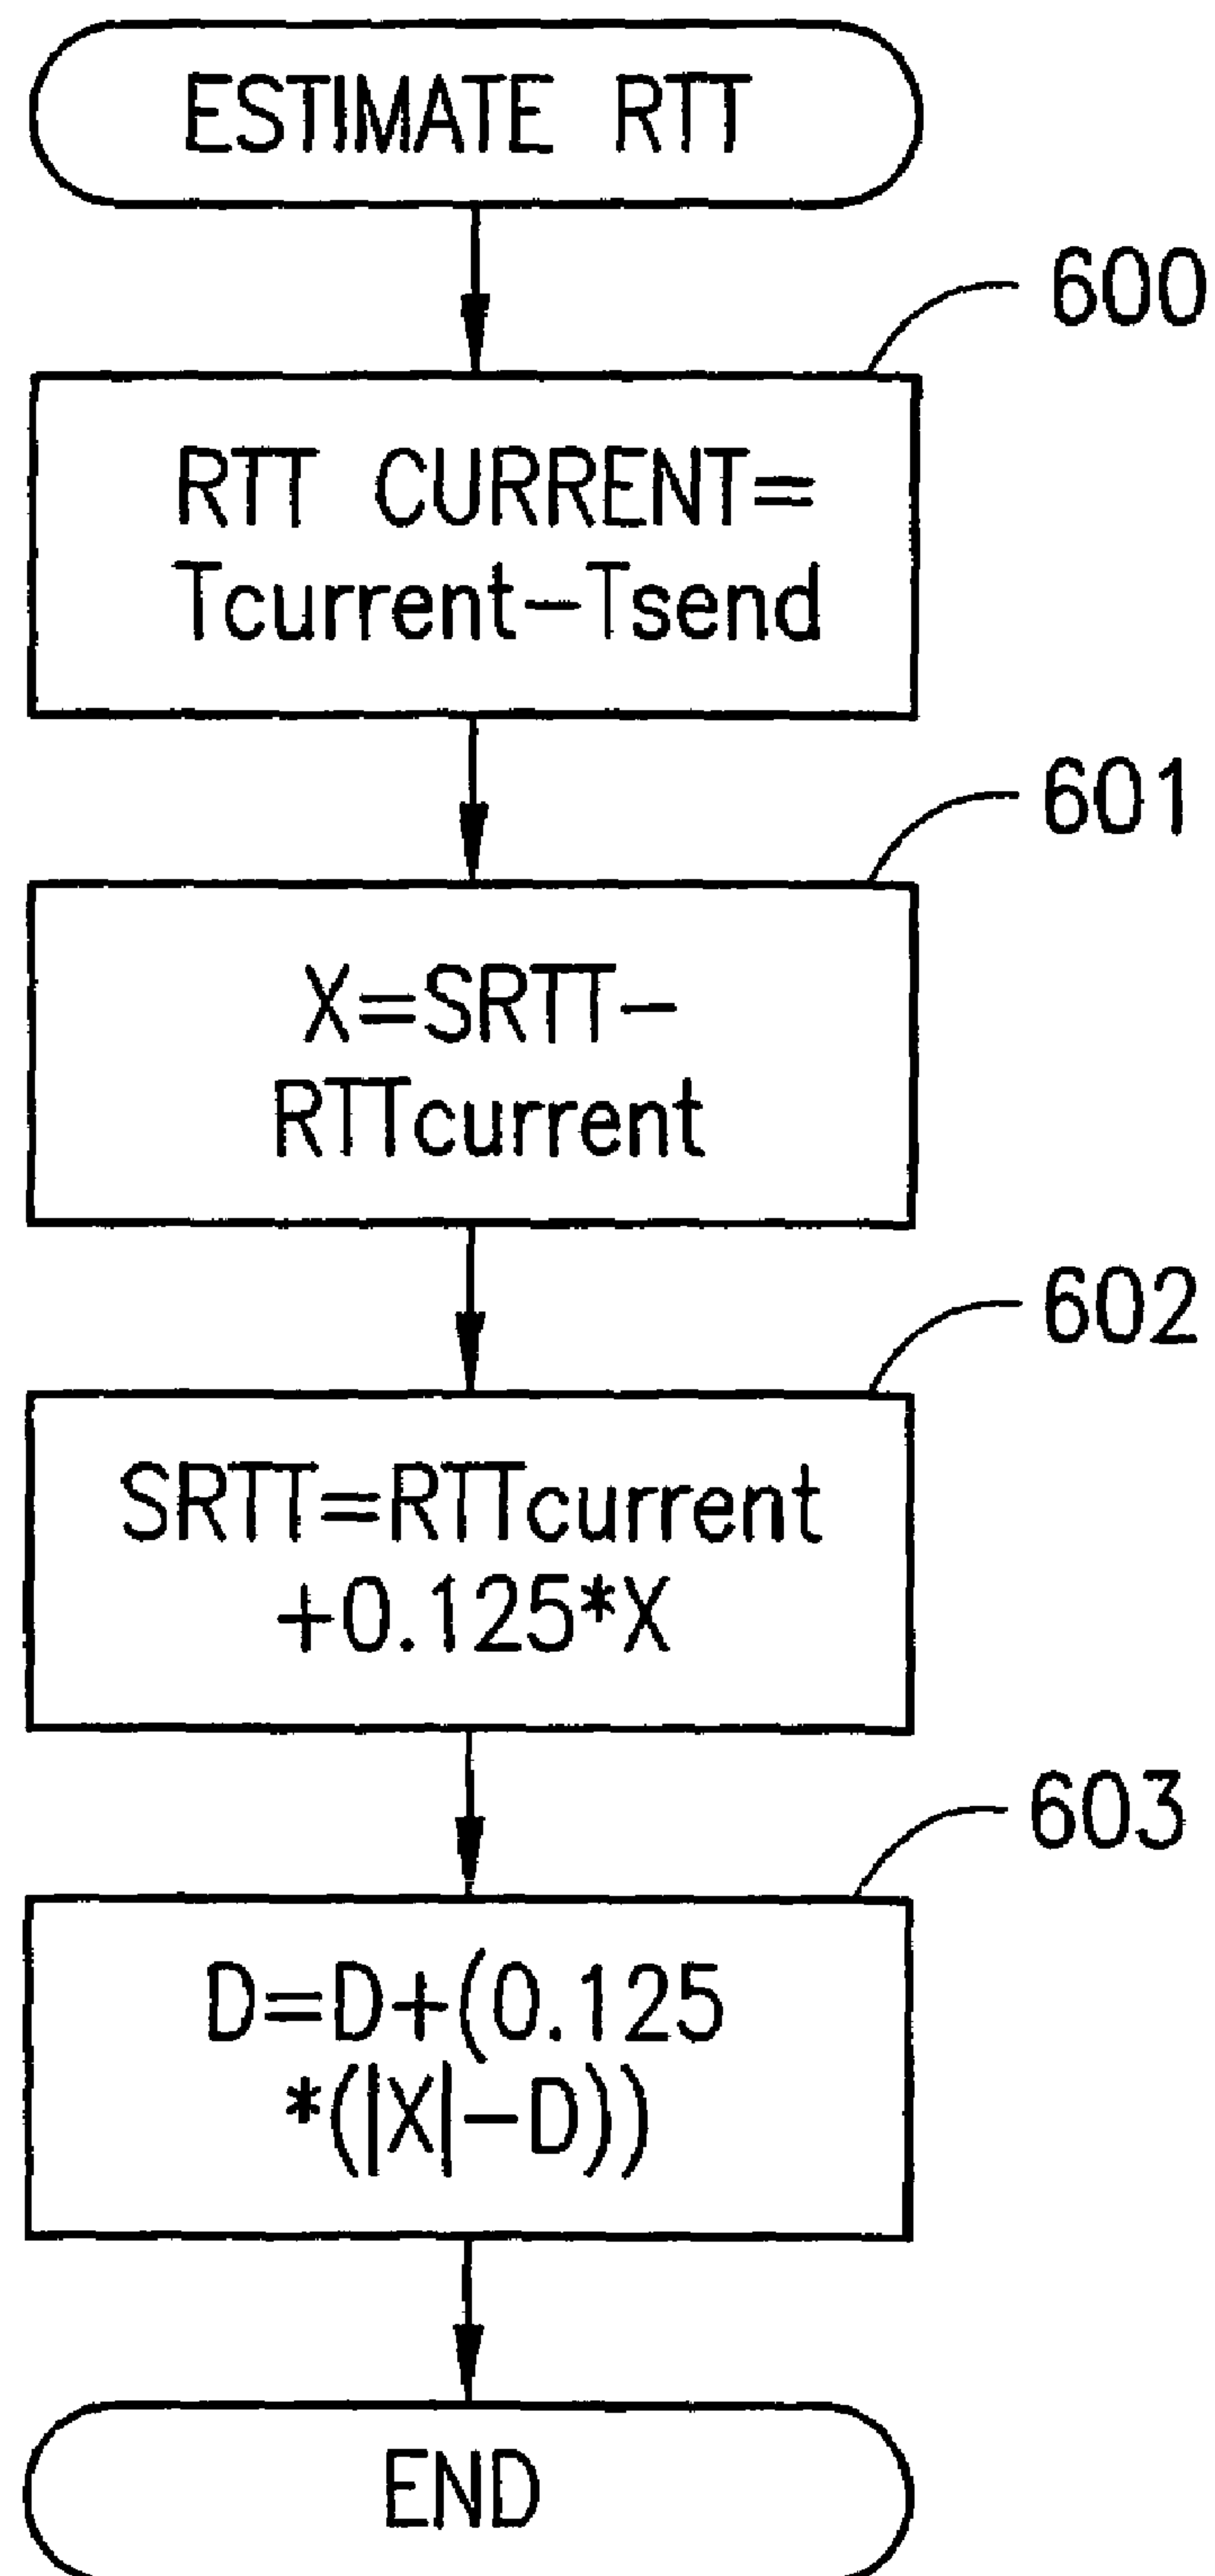 ESTIMATE RTT
600
RTT CURRENT=
Tcurrent-Tsend
601
X=SRTT-
RTTcurrent
602
SRTT=RTTcurrent
+0.125*X
603
D=D+(0.125
*(|X|-D))
END